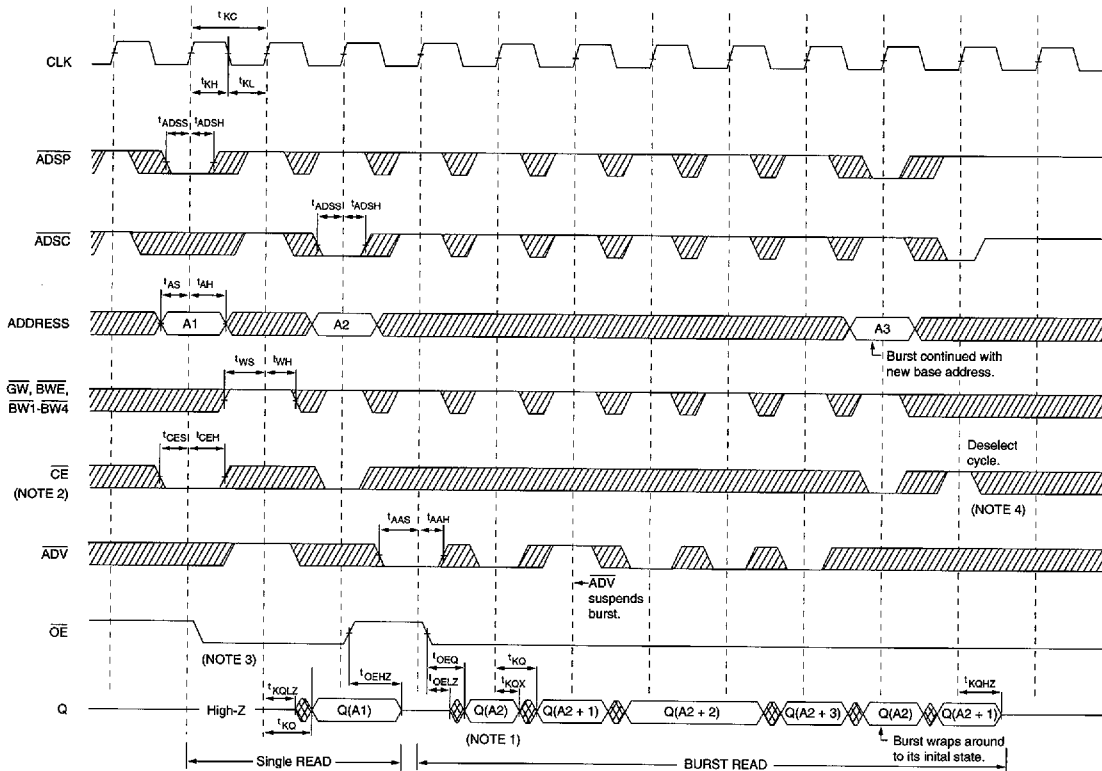 tKC
CLK
tKH
tKL
tADSS
tADSH
ADSP
tADSS
tADSH
ADSC
tAS
tAH
ADDRESS
A1
A2
A3
Burst continued with
new base address.
tWS
tWH
GW, BWE,
BW1-BW4
tCES
tCEH
CE
(NOTE 2)
Deselect
cycle.
(NOTE 4)
tAAS
tAAH
ADV
ADV
suspends
burst.
OE
(NOTE 3)
tOEHZ
tOEQ
tOELZ
tKQ
tKQX
tKQLZ
tKQ
tKQHZ
Q
High-Z
Q(A1)
Q(A2)
Q(A2 + 1)
Q(A2 + 2)
Q(A2 + 3)
Q(A2)
Q(A2 + 1)
(NOTE 1)
Burst wraps around
to its inital state.
Single READ
BURST READ